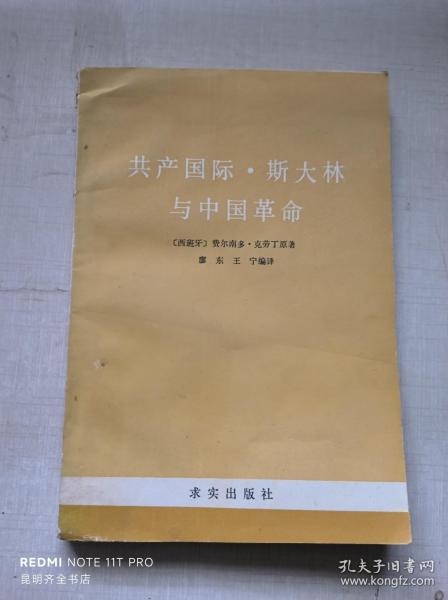 共产国际·斯大林
与中国革命
〔西班牙〕费尔南多·克劳丁原著
廖东 王宁编译
求实出版社
REDMI NOTE 11T PRO
昆明齐全书店
孔夫子旧书网
www.kongfz.com